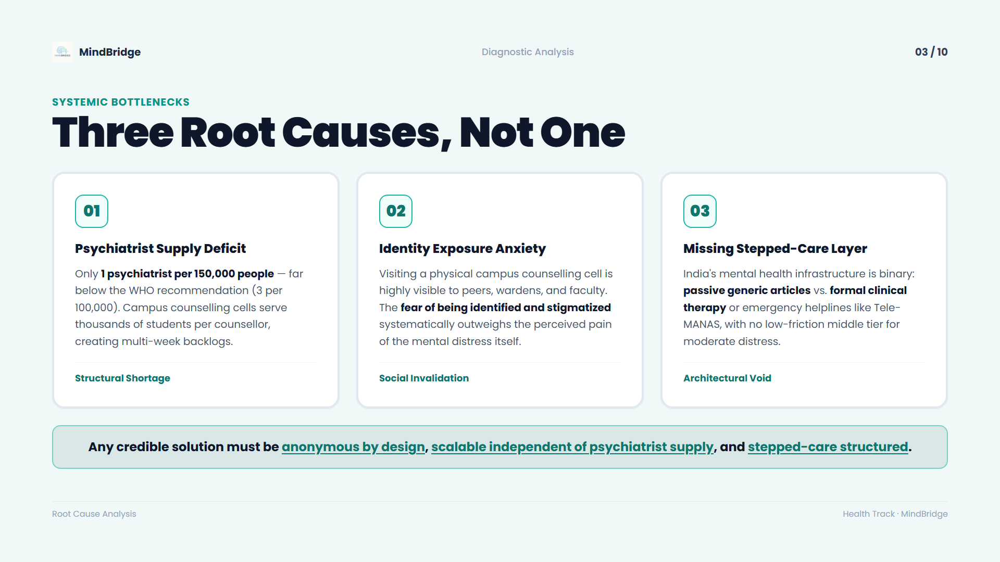 MindBridge
Diagnostic Analysis
03 / 10
SYSTEMIC BOTTLENECKS
Three Root Causes, Not One
01
Psychiatrist Supply Deficit
Only 1 psychiatrist per 150,000 people — far
below the WHO recommendation (3 per
100,000). Campus counselling cells serve
thousands of students per counsellor,
creating multi-week backlogs.
Structural Shortage
02
Identity Exposure Anxiety
Visiting a physical campus counselling cell is
highly visible to peers, wardens, and faculty.
The fear of being identified and stigmatized
systematically outweighs the perceived pain
of the mental distress itself.
Social Invalidation
03
Missing Stepped-Care Layer
India's mental health infrastructure is binary:
passive generic articles vs. formal clinical
therapy or emergency helplines like Tele-
MANAS, with no low-friction middle tier for
moderate distress.
Architectural Void
Any credible solution must be anonymous by design, scalable independent of psychiatrist supply, and stepped-care structured.
Root Cause Analysis
Health Track · MindBridge